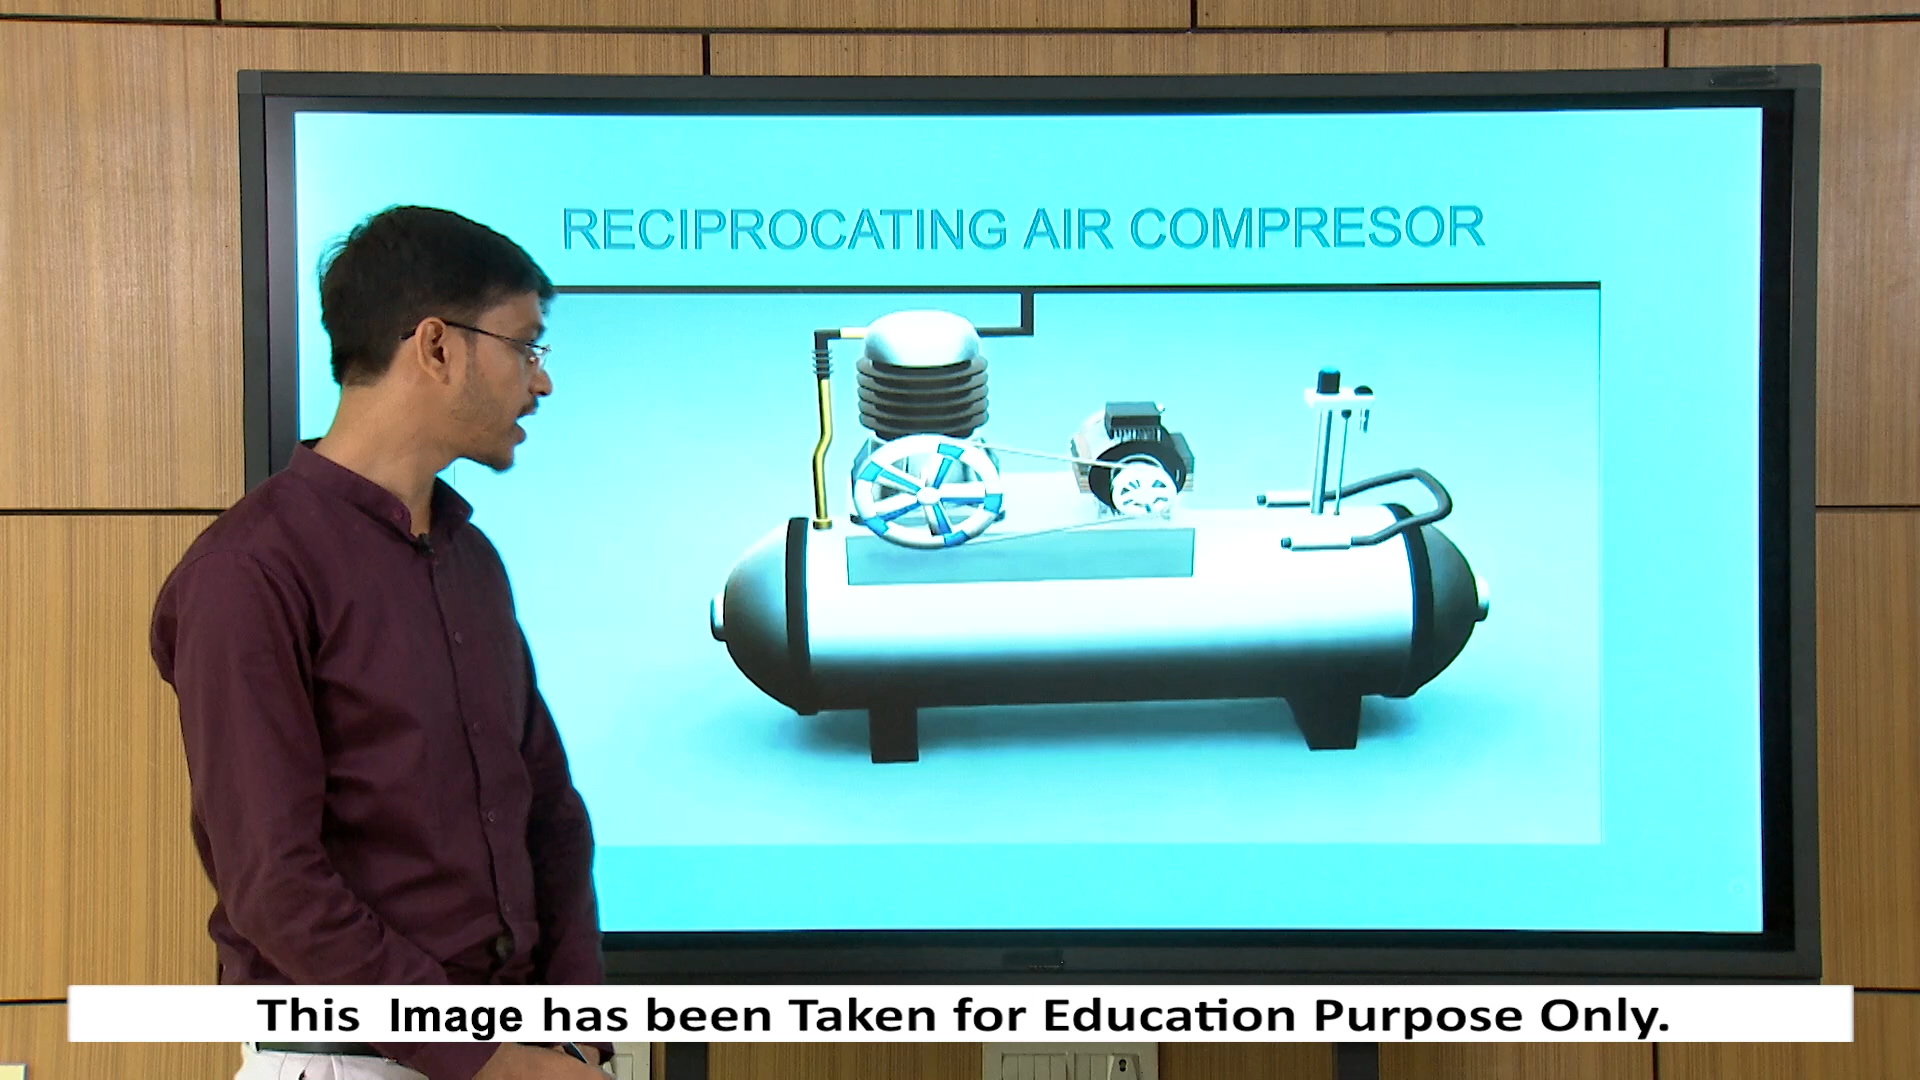 RECIPROCATING AIR COMPRESOR
This Image has been Taken for Education Purpose Only.